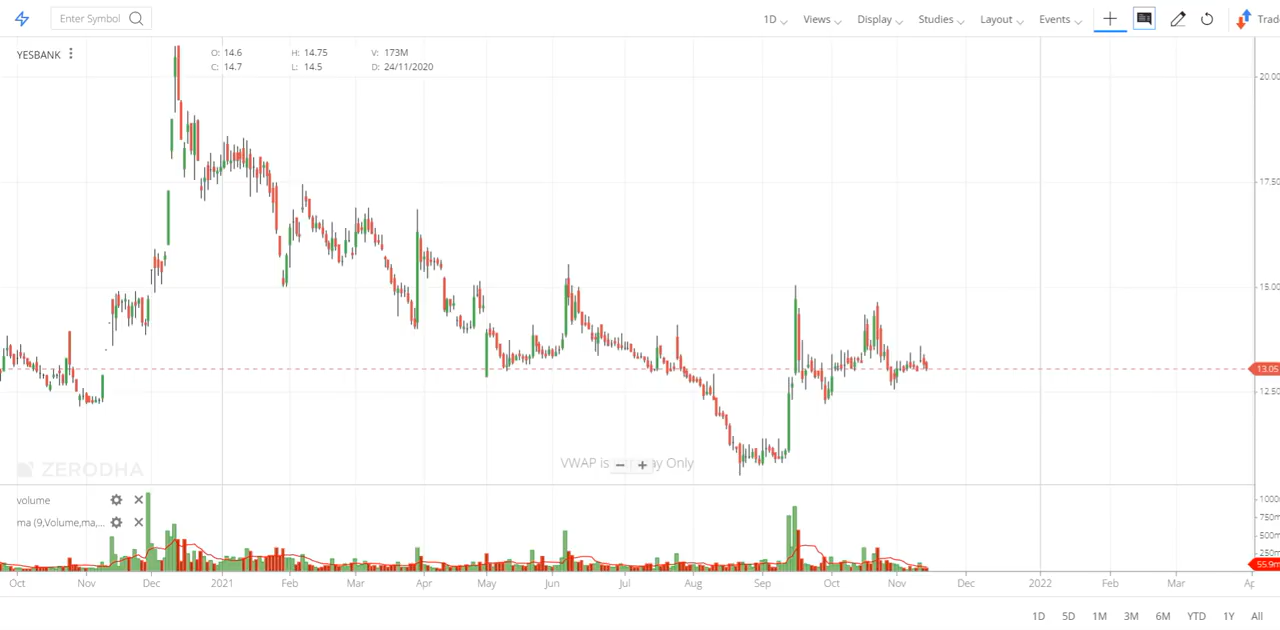 Enter Symbol 1D Views Display Studies Layout Events Trad
YESBANK O: 14.6 H: 14.75 V: 173M
C: 14.7 L: 14.5 D: 24/11/2020
20.00
17.50
15.00
13.05
12.50
ZERODHA
VWAP is ay Only
volume
1000
ma (9,Volume,ma,...
750m
500m
250m
55.9m
Oct Nov Dec 2021 Feb Mar Apr May Jun Jul Aug Sep Oct Nov Dec 2022 Feb Mar Ap
1D 5D 1M 3M 6M YTD 1Y All